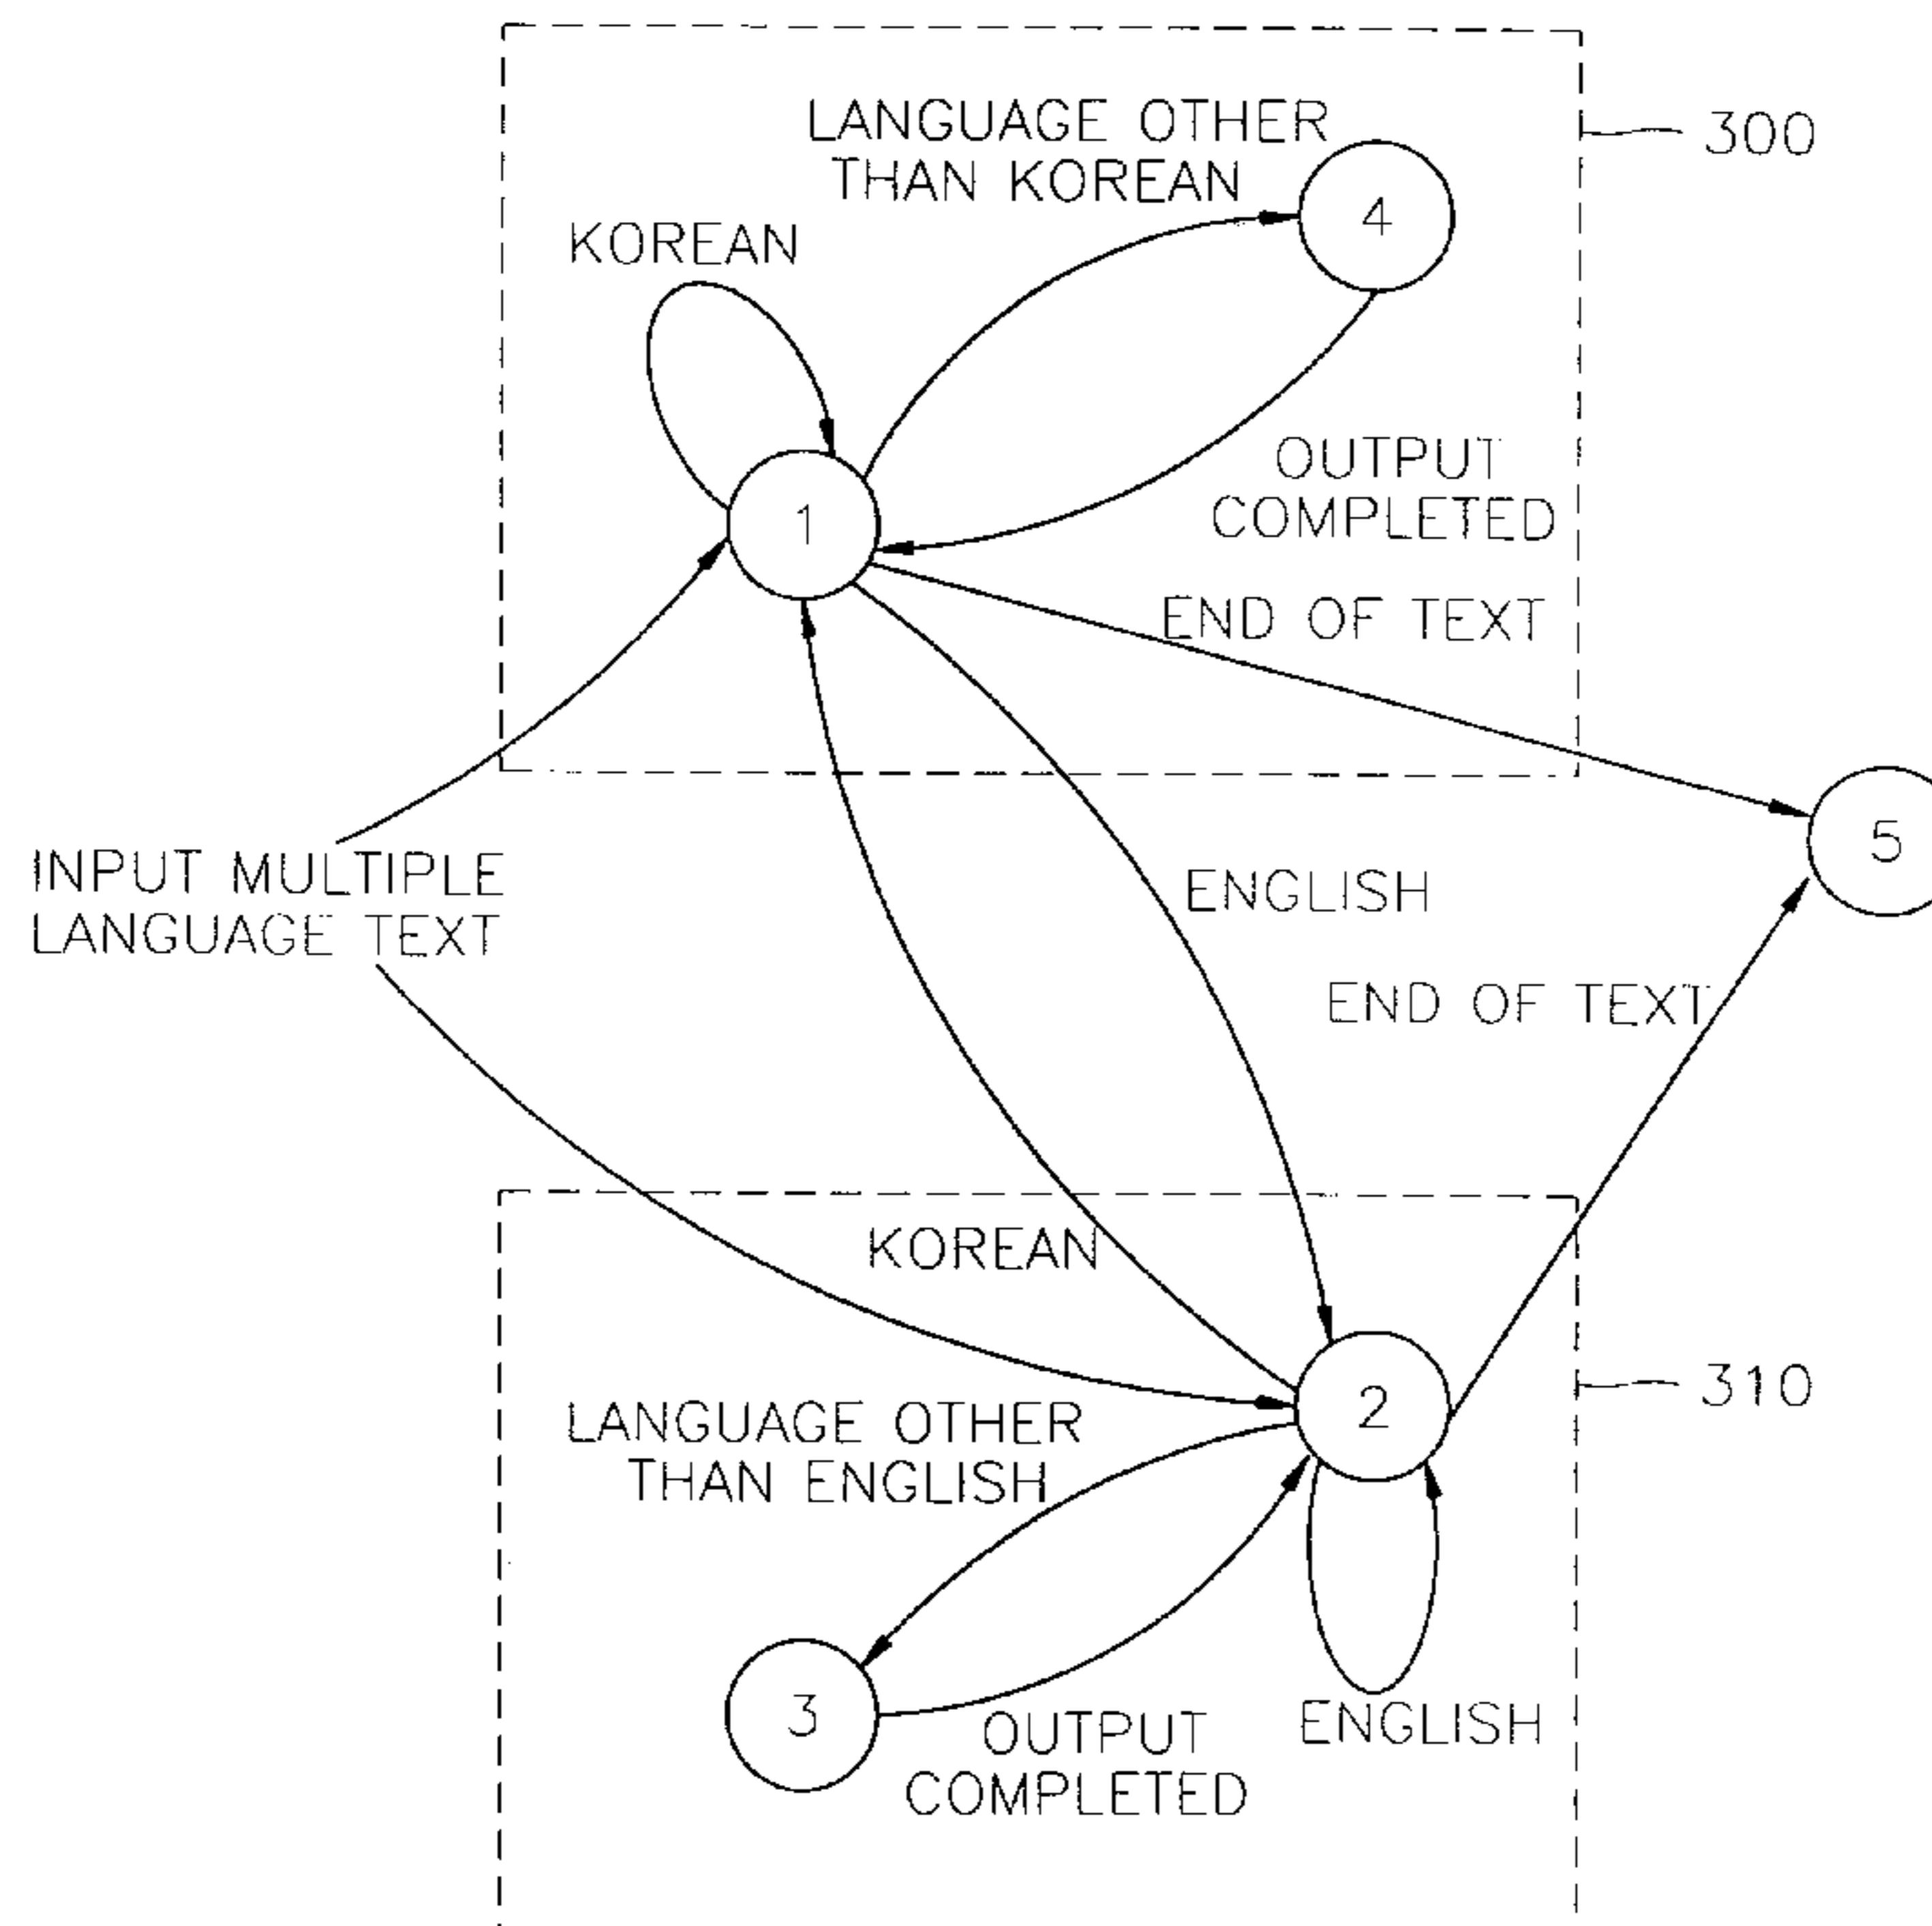 LANGUAGE OTHER
THAN KOREAN
300
4
KOREAN
1
OUTPUT
COMPLETED
END OF TEXT
5
INPUT MULTIPLE
LANGUAGE TEXT
ENGLISH
END OF TEXT
KOREAN
2
310
LANGUAGE OTHER
THAN ENGLISH
3
OUTPUT
COMPLETED
ENGLISH